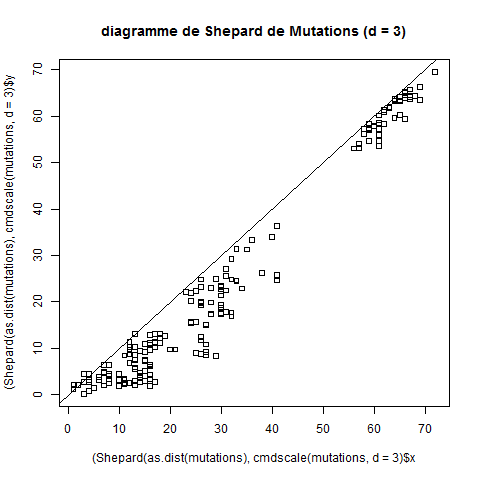 diagramme de Shepard de Mutations (d = 3)
(Shepard(as.dist(mutations), cmdscale(mutations, d = 3)$y
70
60
50
40
30
20
10
0
0 10 20 30 40 50 60 70
(Shepard(as.dist(mutations), cmdscale(mutations, d = 3)$x